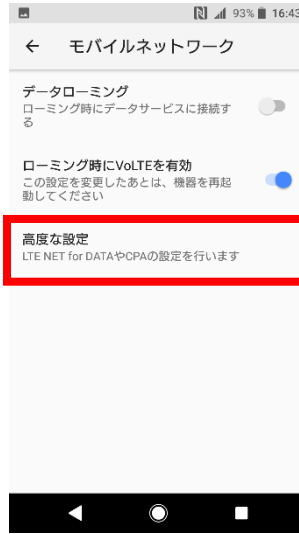 93% 16:43
モバイルネットワーク
データローミング
ローミング時にデータサービスに接続す
る
ローミング時にVoLTEを有効
この設定を変更したあとは、機器を再起
動してください
高度な設定
LTE NET for DATAやCPAの設定を行います